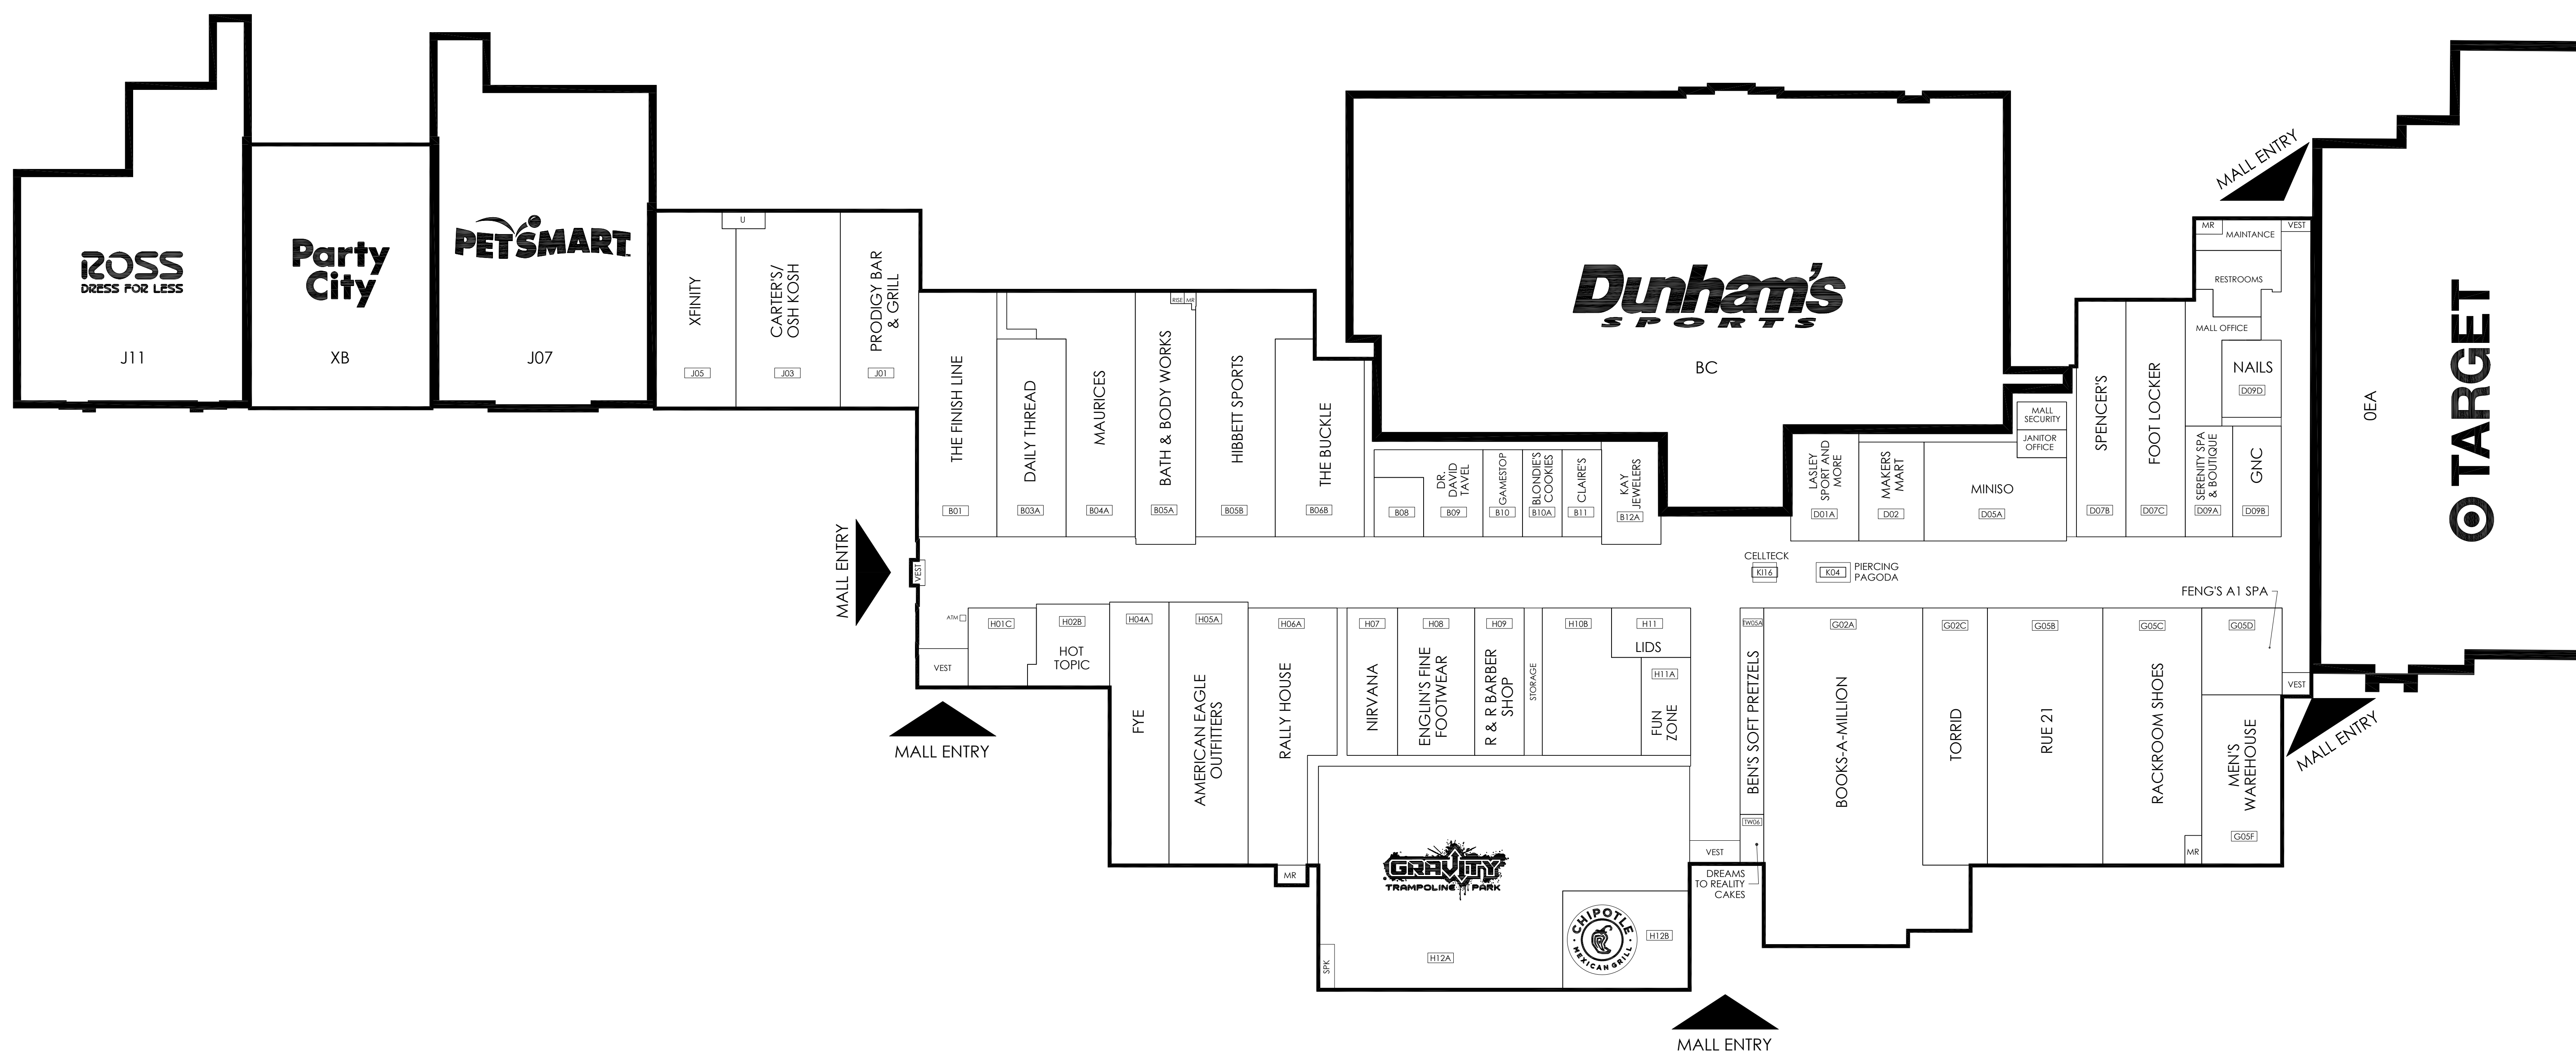 ROSS
DRESS FOR LESS
J11
Party
City
XB
PETSMART
J07
XFINITY
J05
U
CARTER'S/
OSH KOSH
J03
PRODIGY BAR
& GRILL
J01
THE FINISH LINE
B01
DAILY THREAD
B03A
MAURICES
B04A
RISE
MR
BATH & BODY WORKS
B05A
HIBBETT SPORTS
B05B
THE BUCKLE
B06B
B08
DR.
DAVID
TAVEL
B09
GAMESTOP
B10
BLONDIE'S
COOKIES
B10A
CLAIRE'S
B11
KAY
JEWELERS
B12A
Dunham's
SPORTS
BC
LASLEY
SPORT AND
MORE
D01A
MAKERS
MART
D02
MINISO
D05A
MALL
SECURITY
JANITOR
OFFICE
SPENCER'S
D07B
FOOT LOCKER
D07C
MR
MAINTANCE
VEST
RESTROOMS
MALL OFFICE
NAILS
D09D
SERENITY SPA
& BOUTIQUE
D09A
GNC
D09B
MALL ENTRY
0EA
TARGET
MALL ENTRY
VEST
CELLTECK
KI16
K04
PIERCING
PAGODA
FENG'S A1 SPA
ATM
VEST
MALL ENTRY
H01C
H02B
HOT
TOPIC
H04A
FYE
H05A
AMERICAN EAGLE
OUTFITTERS
H06A
RALLY HOUSE
MR
H07
NIRVANA
H08
ENGLIN'S FINE
FOOTWEAR
H09
R & R BARBER
SHOP
STORAGE
H10B
H11
LIDS
H11A
FUN
ZONE
GRAVITY
TRAMPOLINE PARK
H12A
SPK
CHIPOTLE
MEXICAN GRILL
H12B
VEST
TW05A
BEN'S SOFT PRETZELS
TW06
DREAMS
TO REALITY
CAKES
MALL ENTRY
G02A
BOOKS-A-MILLION
G02C
TORRID
G05B
RUE 21
G05C
RACKROOM SHOES
MR
G05D
MEN'S
WAREHOUSE
G05F
VEST
MALL ENTRY